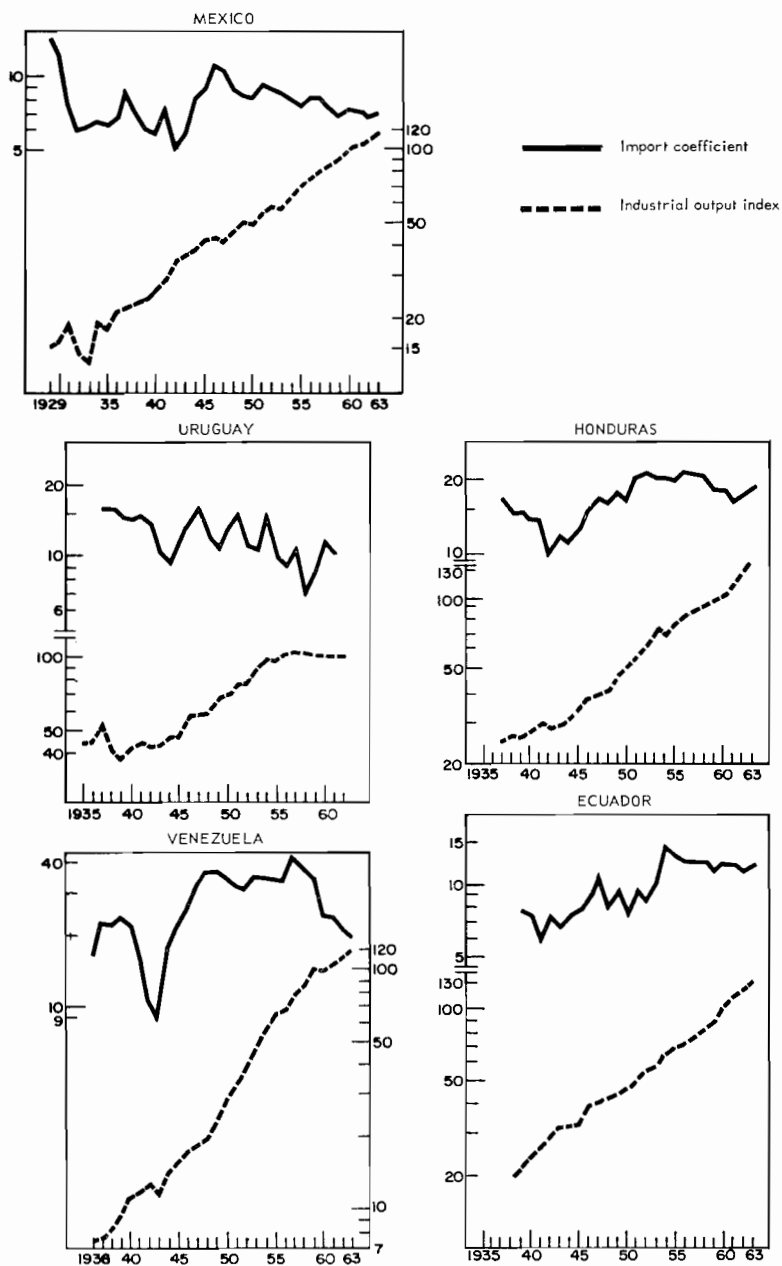 MEXICO
10
5
120
100
50
20
15
1929 35 40 45 50 55 60 63
Import coefficient
Industrial output index
URUGUAY
20
10
6
100
50
40
1935 40 45 50 55 60
HONDURAS
20
10
130
100
50
20
1935 40 45 50 55 60 63
VENEZUELA
40
10
9
120
100
50
10
7
1936 40 45 50 55 60 63
ECUADOR
15
10
5
130
100
50
20
1935 40 45 50 55 60 63